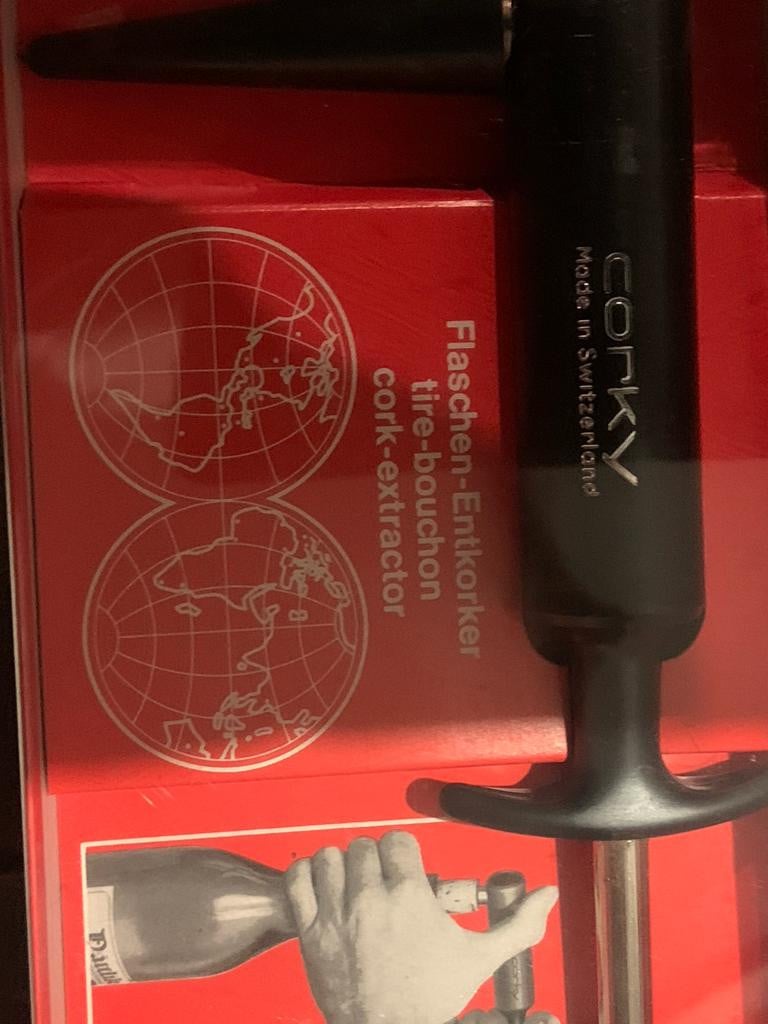 CORKY
Made in Switzerland
Flaschen-Entkorker
tire-bouchon
cork-extractor